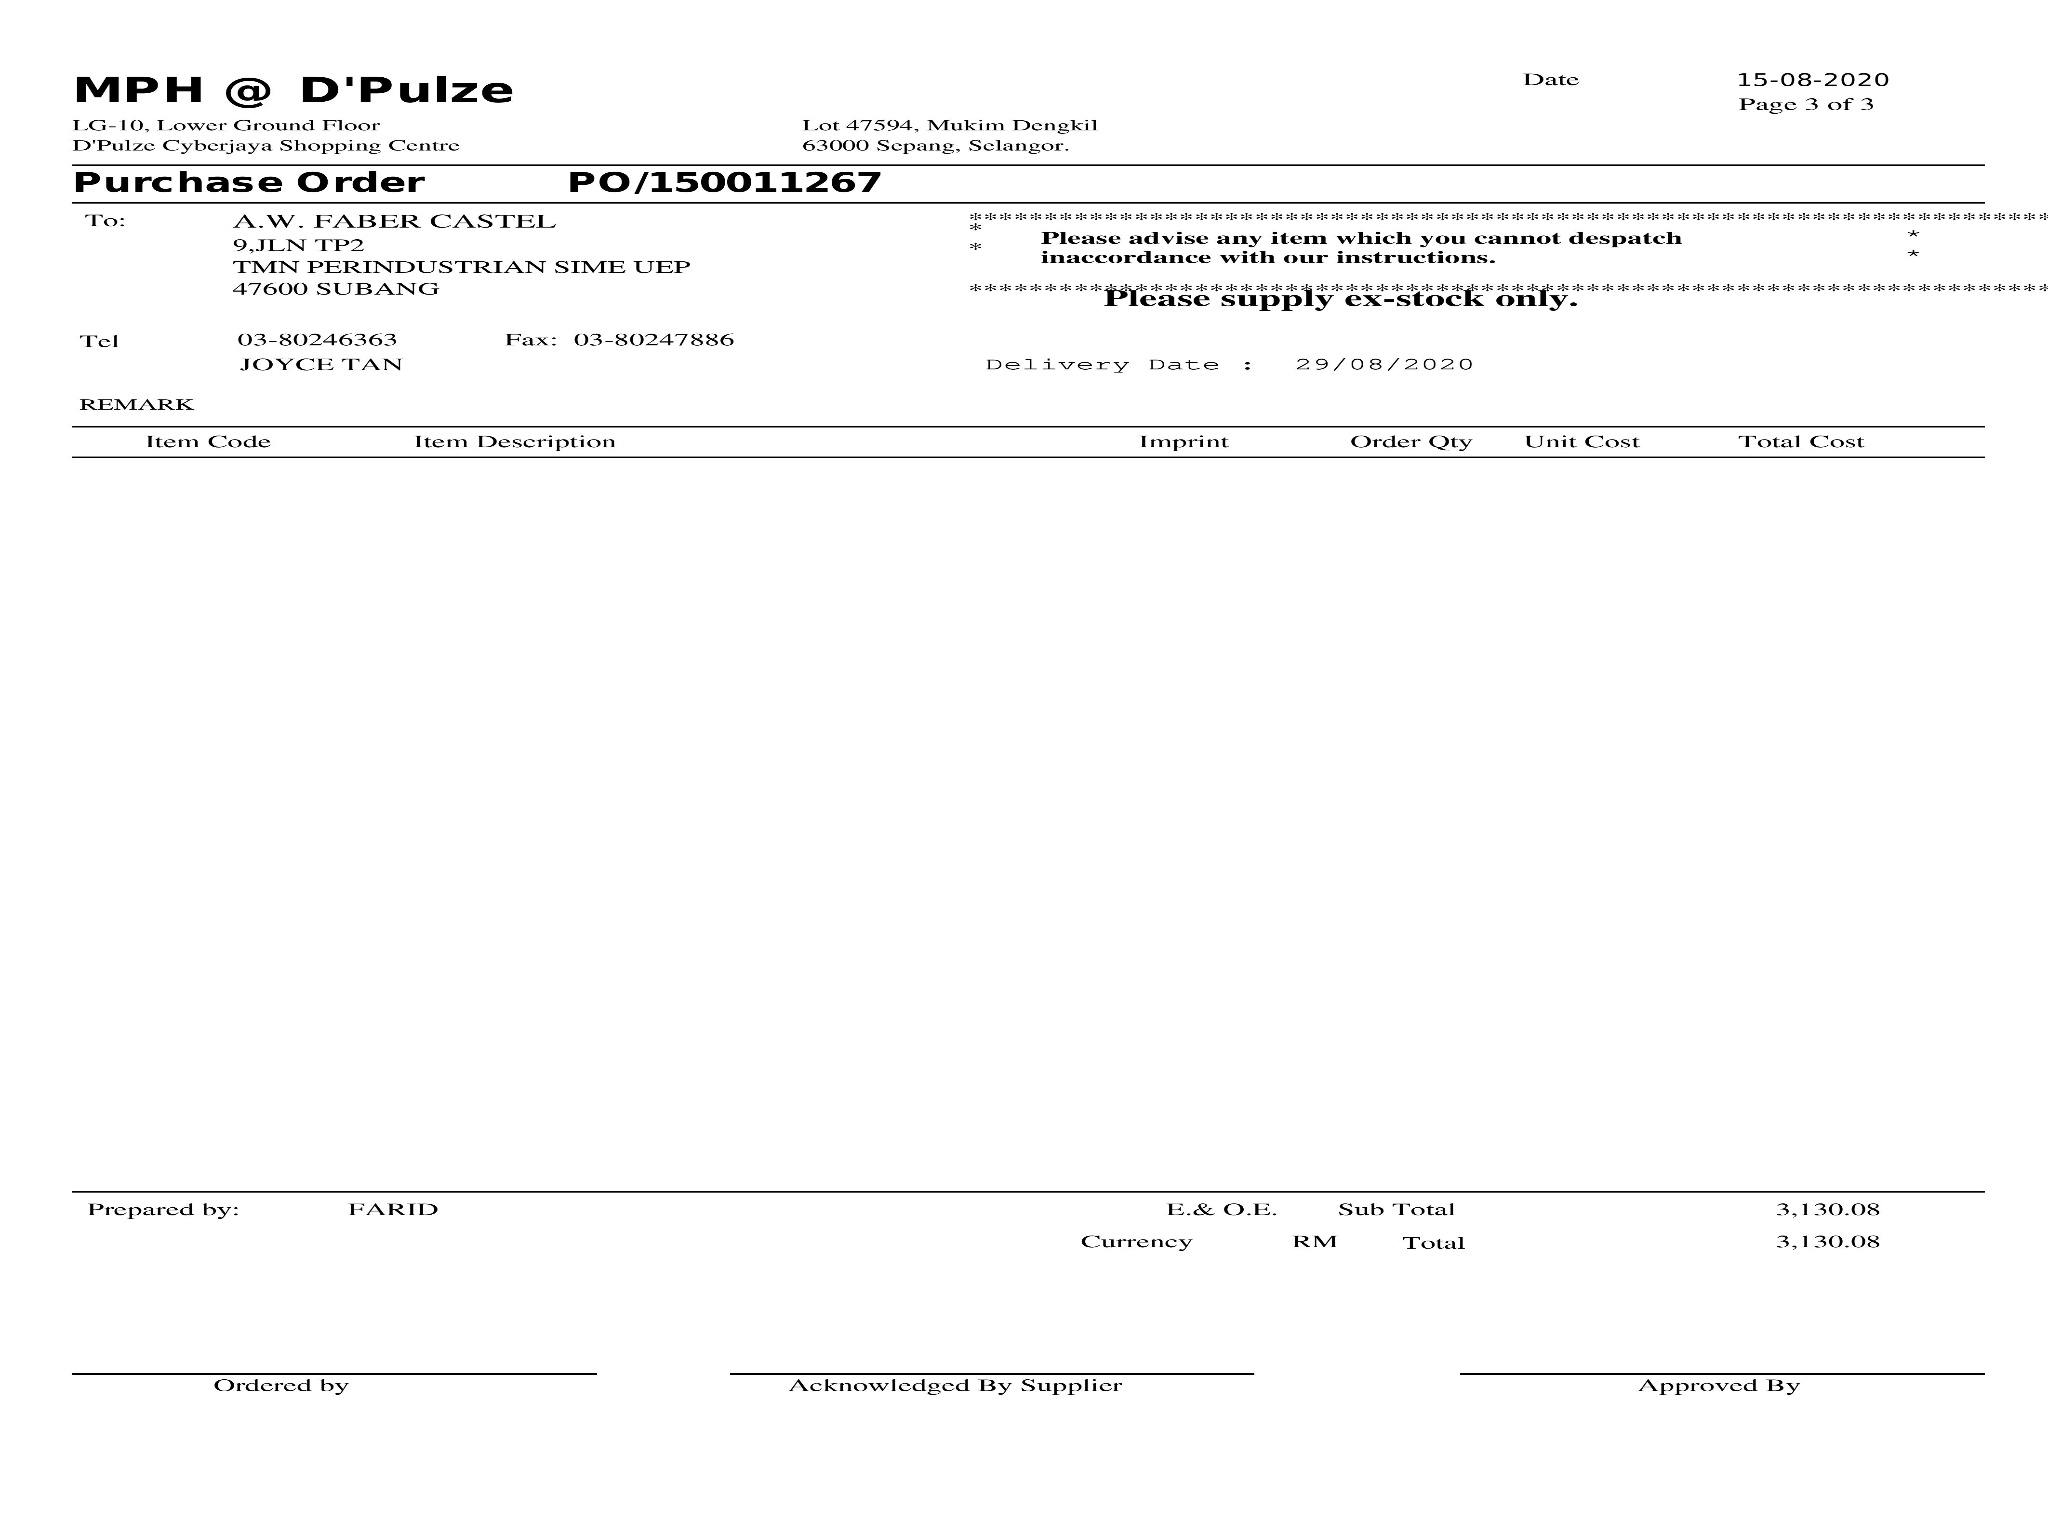 MPH @ D'Pulze
Date 15-08-2020
Page 3 of 3
LG-10, Lower Ground Floor Lot 47594, Mukim Dengkil
D'Pulze Cyberjaya Shopping Centre 63000 Sepang, Selangor.
Purchase Order PO/150011267
To: A.W. FABER CASTEL
9,JLN TP2
TMN PERINDUSTRIAN SIME UEP
47600 SUBANG
************************************************************************
* Please advise any item which you cannot despatch *
* inaccordance with our instructions. *
************************************************************************
Please supply ex-stock only.
Tel 03-80246363 Fax: 03-80247886
JOYCE TAN Delivery Date : 29/08/2020
REMARK
Item Code Item Description Imprint Order Qty Unit Cost Total Cost
Prepared by: FARID E.& O.E. Sub Total 3,130.08
Currency RM Total 3,130.08
Ordered by Acknowledged By Supplier Approved By